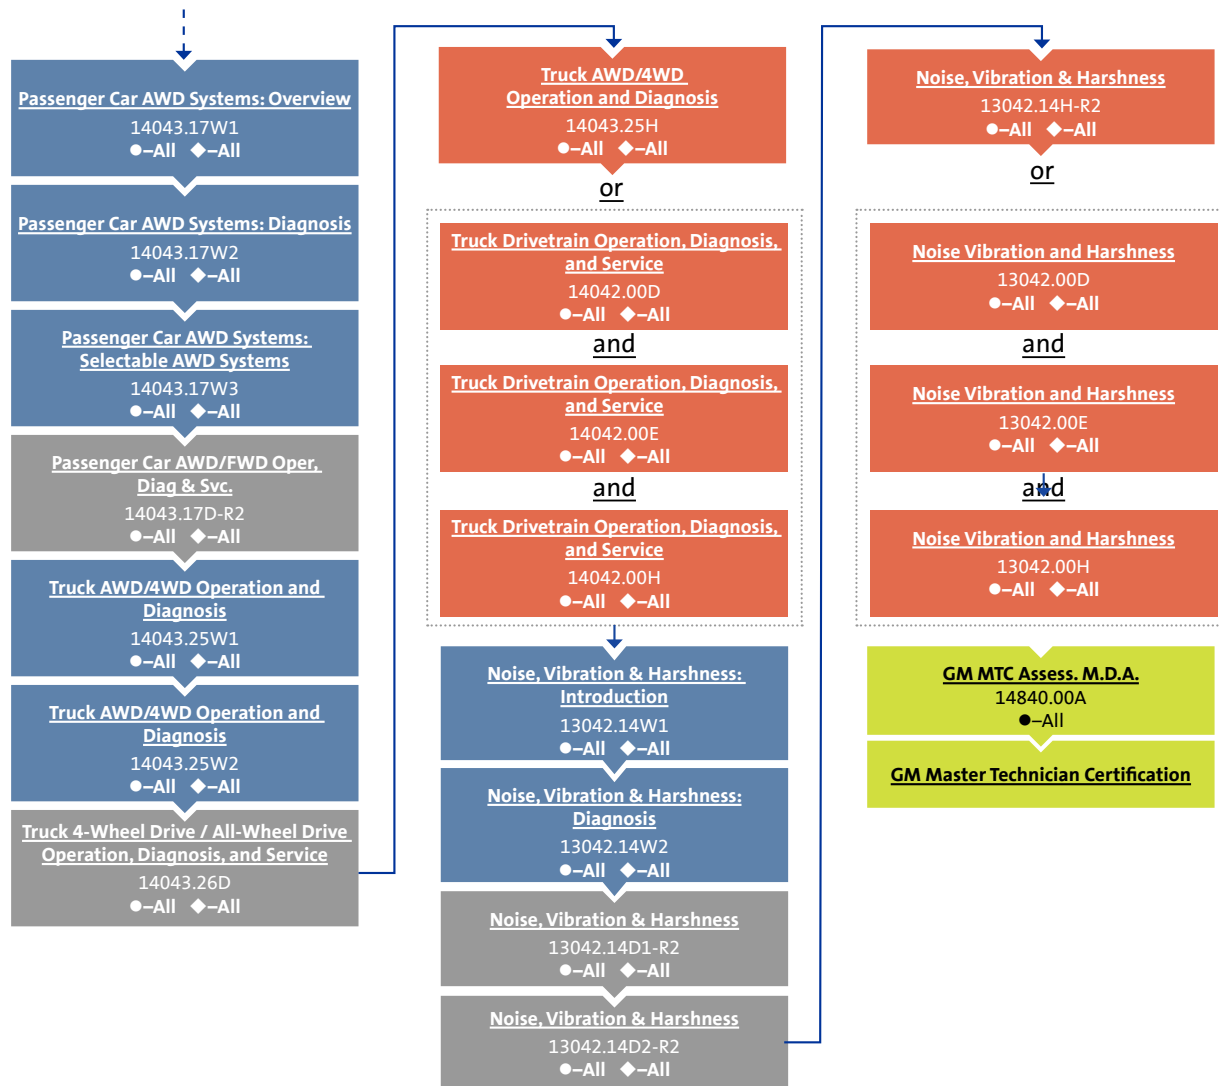 Passenger Car AWD Systems: Overview
14043.17W1
●–All ◆–All
Passenger Car AWD Systems: Diagnosis
14043.17W2
●–All ◆–All
Passenger Car AWD Systems:
Selectable AWD Systems
14043.17W3
●–All ◆–All
Passenger Car AWD/FWD Oper,
Diag & Svc.
14043.17D-R2
●–All ◆–All
Truck AWD/4WD Operation and
Diagnosis
14043.25W1
●–All ◆–All
Truck AWD/4WD Operation and
Diagnosis
14043.25W2
●–All ◆–All
Truck 4-Wheel Drive / All-Wheel Drive
Operation, Diagnosis, and Service
14043.26D
●–All ◆–All
Truck AWD/4WD
Operation and Diagnosis
14043.25H
●–All ◆–All
or
Truck Drivetrain Operation, Diagnosis,
and Service
14042.00D
●–All ◆–All
and
Truck Drivetrain Operation, Diagnosis,
and Service
14042.00E
●–All ◆–All
and
Truck Drivetrain Operation, Diagnosis,
and Service
14042.00H
●–All ◆–All
Noise, Vibration & Harshness:
Introduction
13042.14W1
●–All ◆–All
Noise, Vibration & Harshness:
Diagnosis
13042.14W2
●–All ◆–All
Noise, Vibration & Harshness
13042.14D1-R2
●–All ◆–All
Noise, Vibration & Harshness
13042.14D2-R2
●–All ◆–All
Noise, Vibration & Harshness
13042.14H-R2
●–All ◆–All
or
Noise Vibration and Harshness
13042.00D
●–All ◆–All
and
Noise Vibration and Harshness
13042.00E
●–All ◆–All
and
Noise Vibration and Harshness
13042.00H
●–All ◆–All
GM MTC Assess. M.D.A.
14840.00A
●–All
GM Master Technician Certification